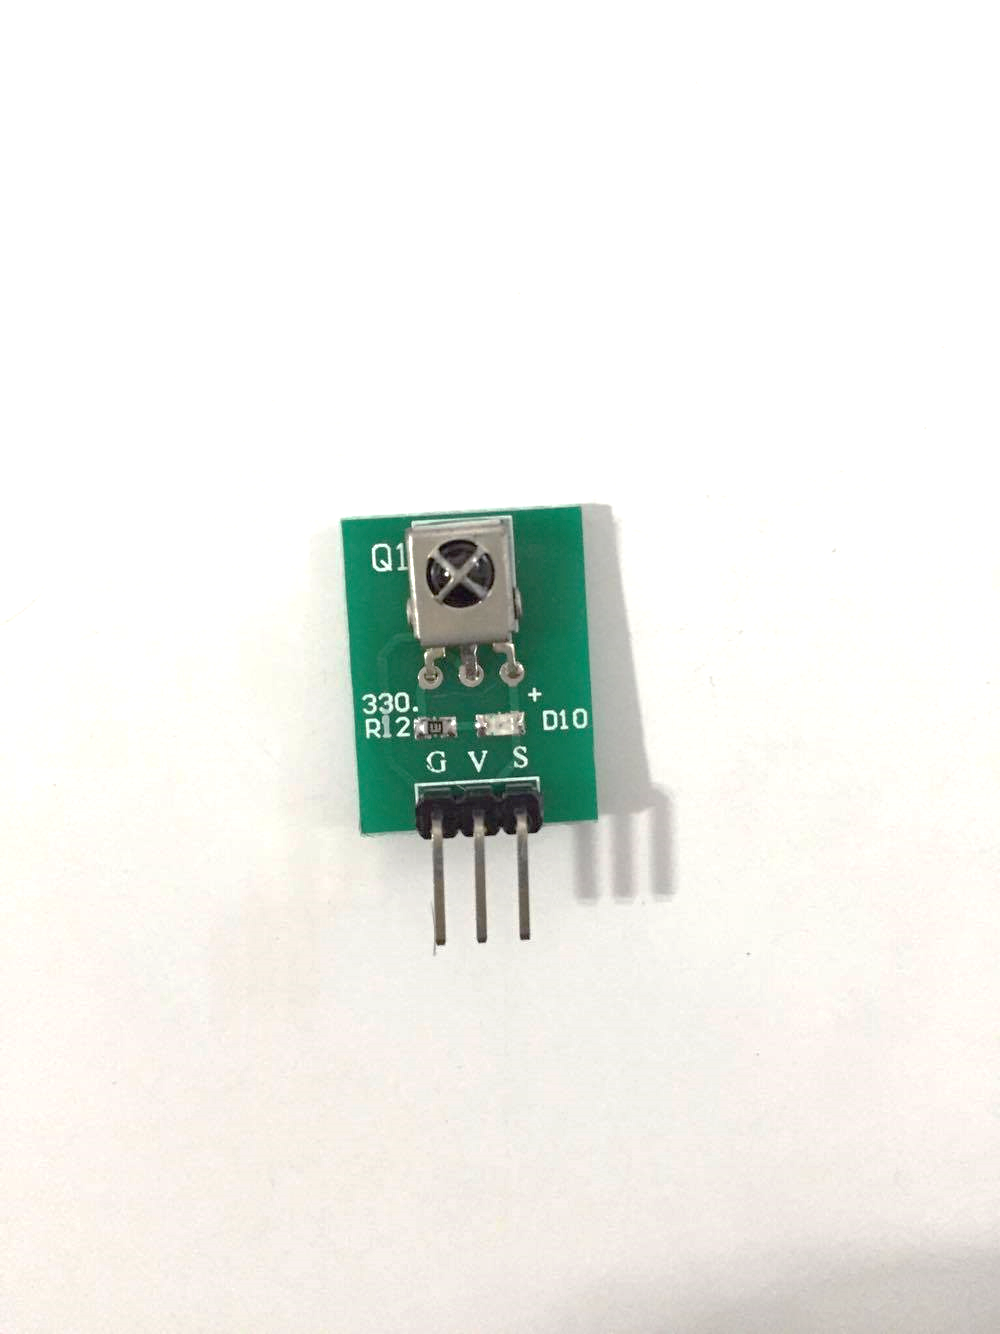 Q1
330.
+
R12
D10
G V S